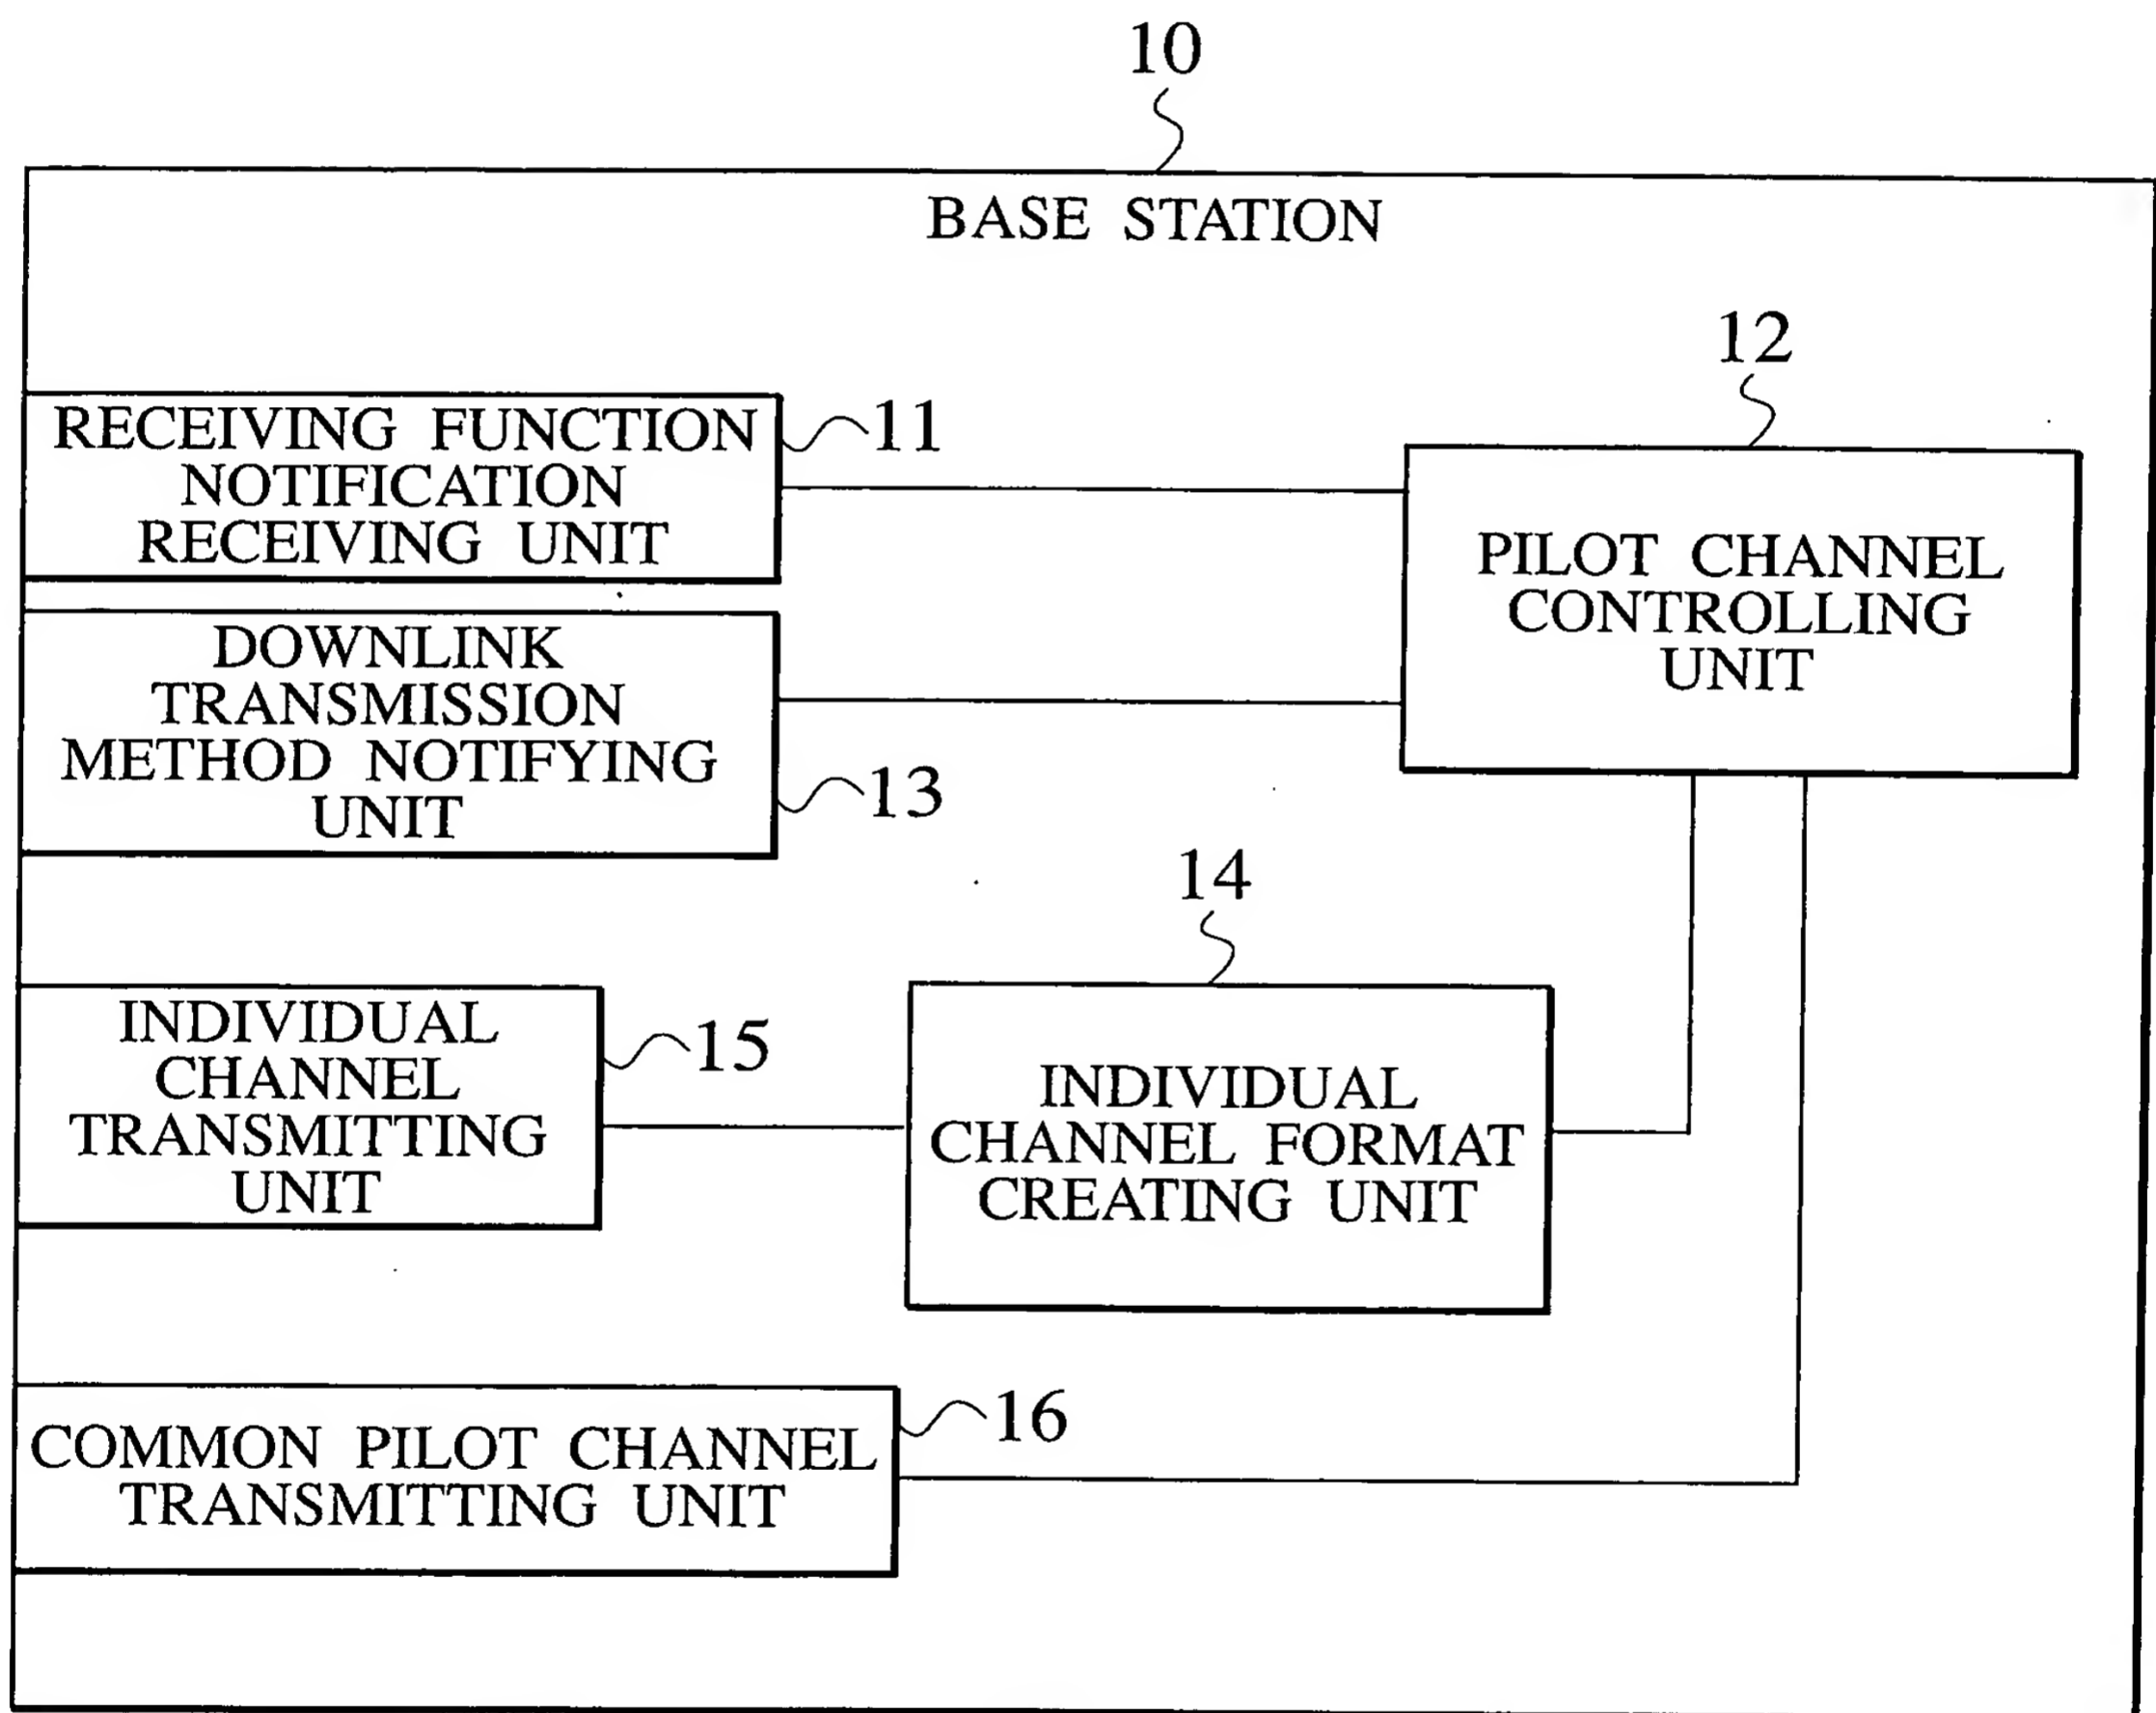 10
BASE STATION
12
RECEIVING FUNCTION
NOTIFICATION
RECEIVING UNIT
11
PILOT CHANNEL
CONTROLLING
UNIT
DOWNLINK
TRANSMISSION
METHOD NOTIFYING
UNIT
13
14
INDIVIDUAL
CHANNEL
TRANSMITTING
UNIT
15
INDIVIDUAL
CHANNEL FORMAT
CREATING UNIT
COMMON PILOT CHANNEL
TRANSMITTING UNIT
16